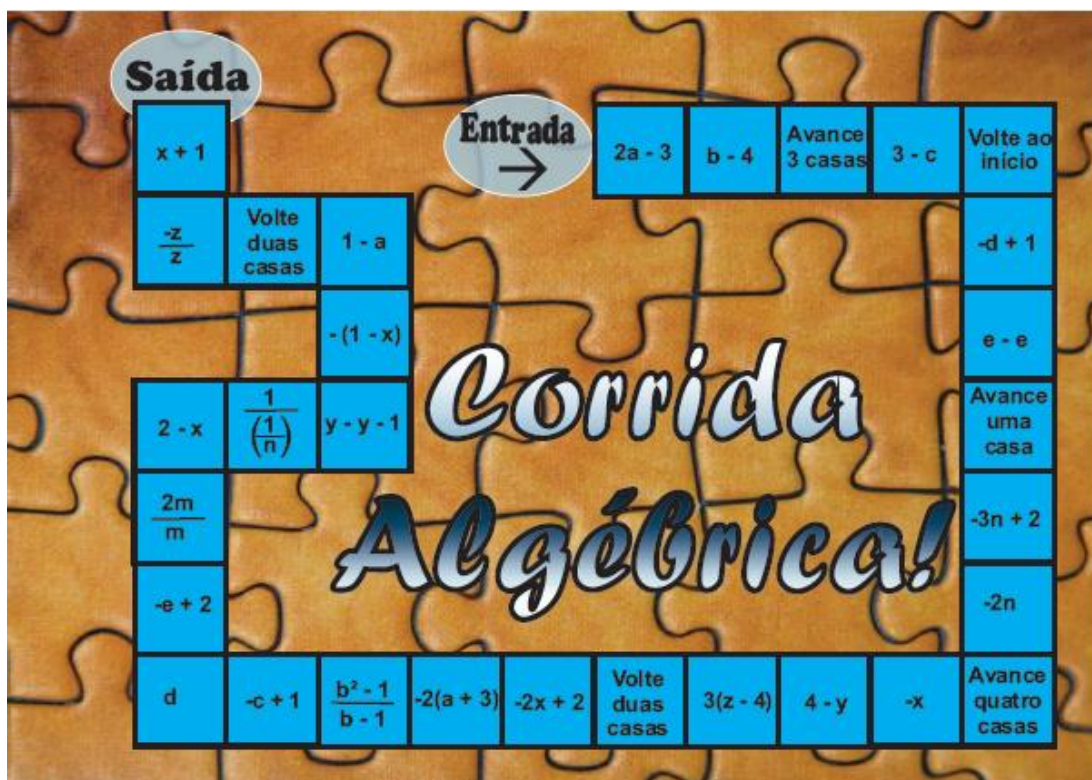 Saída
Entrada
→
x + 1
2a - 3
b - 4
Avance
3 casas
3 - c
Volte ao
início
-z
z
Volte
duas
casas
1 - a
-d + 1
- (1 - x)
e - e
2 - x
1
(1
n)
y - y - 1
Avance
uma
casa
Corrida
Algébrica!
2m
m
-3n + 2
-e + 2
-2n
d
-c + 1
b² - 1
b - 1
-2(a + 3)
-2x + 2
Volte
duas
casas
3(z - 4)
4 - y
-x
Avance
quatro
casas